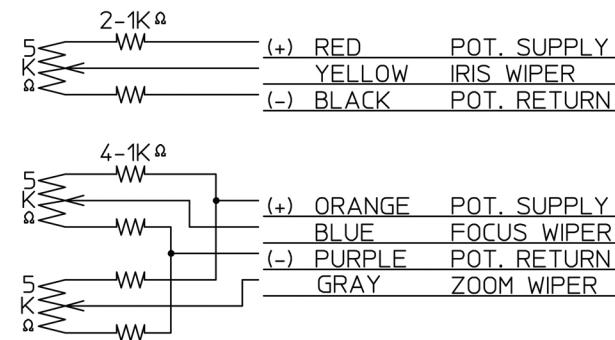 2-1KΩ
5KΩ
(+) RED POT. SUPPLY
YELLOW IRIS WIPER
(-) BLACK POT. RETURN
4-1KΩ
5KΩ
(+) ORANGE POT. SUPPLY
BLUE FOCUS WIPER
(-) PURPLE POT. RETURN
5KΩ
GRAY ZOOM WIPER